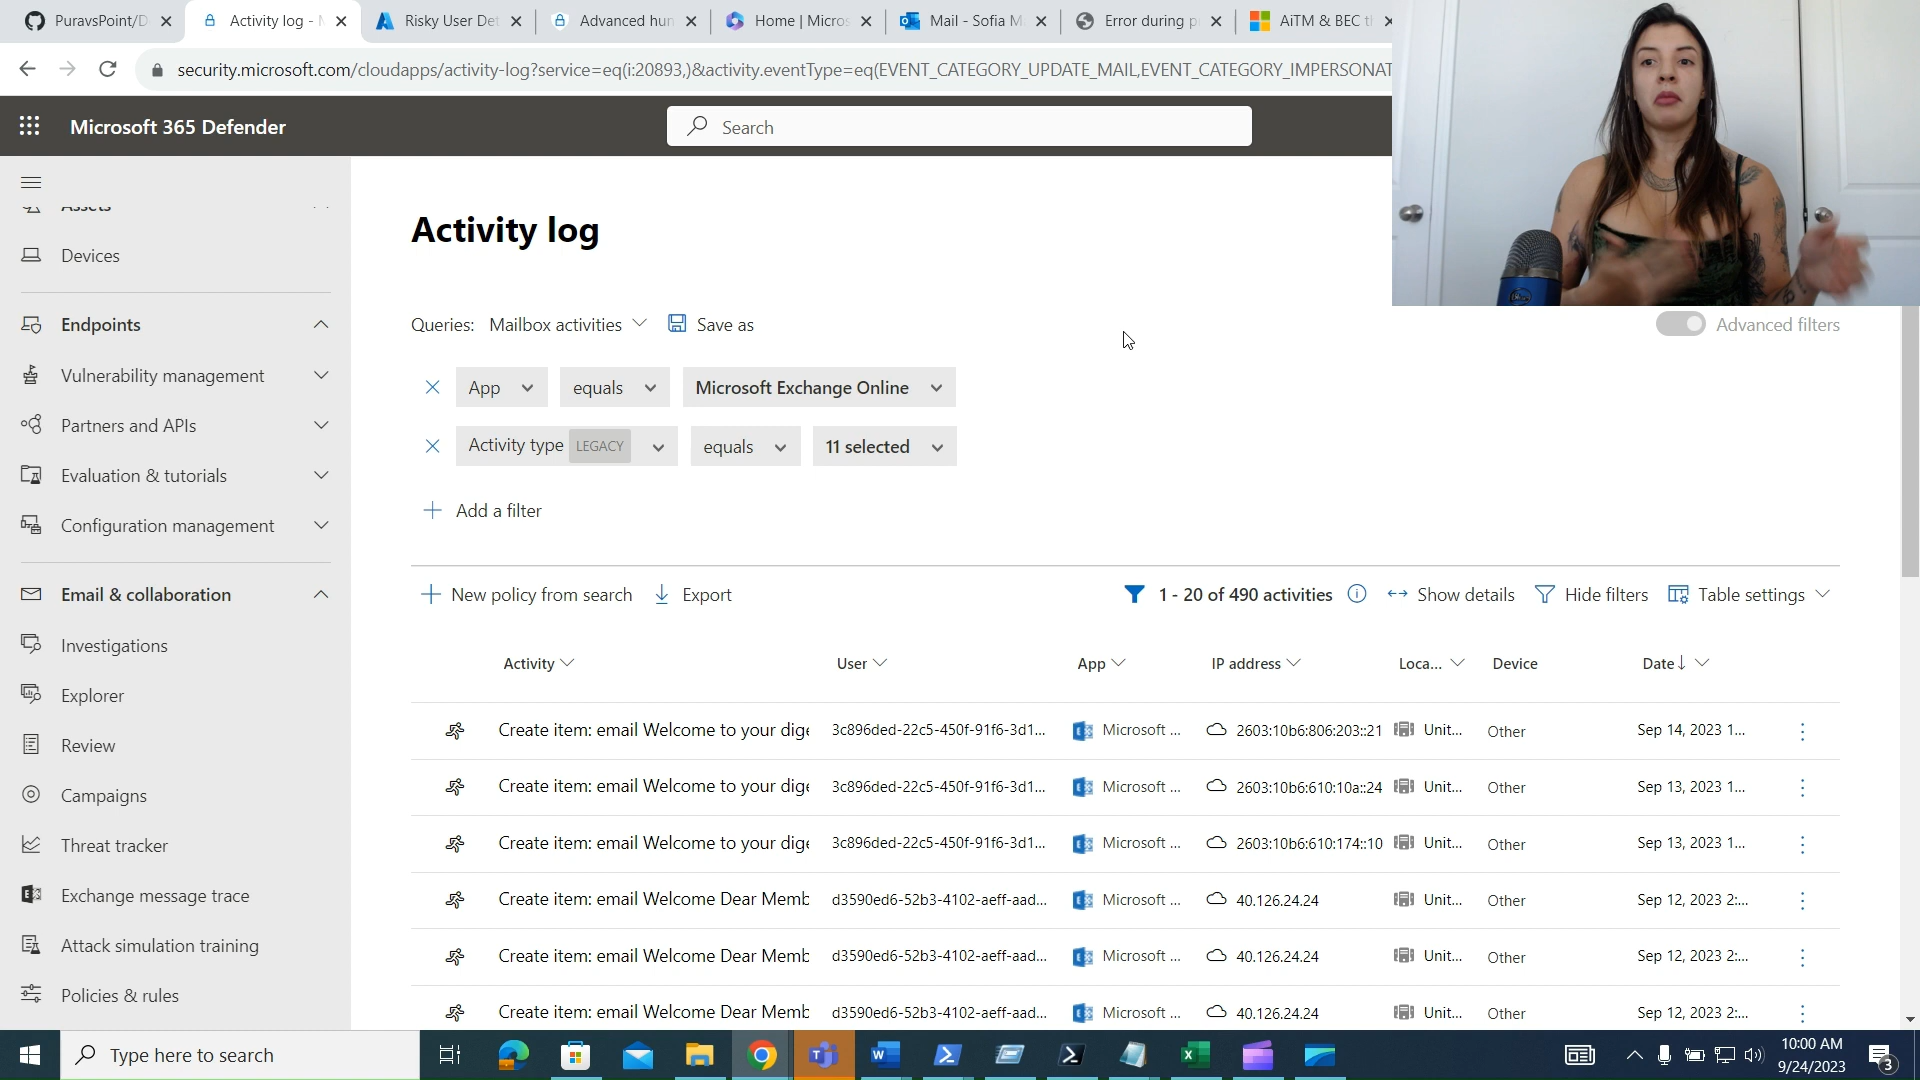 PuravsPoint/D
Activity log - M
Risky User Det
Advanced hun
Home | Micros
Mail - Sofia M
Error during p
AiTM & BEC t
security.microsoft.com/cloudapps/activity-log?service=eq(i:20893,)&activity.eventType=eq(EVENT_CATEGORY_UPDATE_MAIL,EVENT_CATEGORY_IMPERSONAT
Microsoft 365 Defender
Search
Assets
Devices
Endpoints
Vulnerability management
Partners and APIs
Evaluation & tutorials
Configuration management
Email & collaboration
Investigations
Explorer
Review
Campaigns
Threat tracker
Exchange message trace
Attack simulation training
Policies & rules
Activity log
Queries: Mailbox activities Save as
Advanced filters
App equals Microsoft Exchange Online
Activity type LEGACY equals 11 selected
Add a filter
New policy from search Export
1 - 20 of 490 activities Show details Hide filters Table settings
Activity User App IP address Loca... Device Date
Create item: email Welcome to your dige 3c896ded-22c5-450f-91f6-3d1... Microsoft ... 2603:10b6:806:203::21 Unit... Other Sep 14, 2023 1...
Create item: email Welcome to your dige 3c896ded-22c5-450f-91f6-3d1... Microsoft ... 2603:10b6:610:10a::24 Unit... Other Sep 13, 2023 1...
Create item: email Welcome to your dige 3c896ded-22c5-450f-91f6-3d1... Microsoft ... 2603:10b6:610:174::10 Unit... Other Sep 13, 2023 1...
Create item: email Welcome Dear Memb d3590ed6-52b3-4102-aeff-aad... Microsoft ... 40.126.24.24 Unit... Other Sep 12, 2023 2:...
Create item: email Welcome Dear Memb d3590ed6-52b3-4102-aeff-aad... Microsoft ... 40.126.24.24 Unit... Other Sep 12, 2023 2:...
Create item: email Welcome Dear Memb d3590ed6-52b3-4102-aeff-aad... Microsoft ... 40.126.24.24 Unit... Other Sep 12, 2023 2:...
Type here to search
10:00 AM
9/24/2023
3